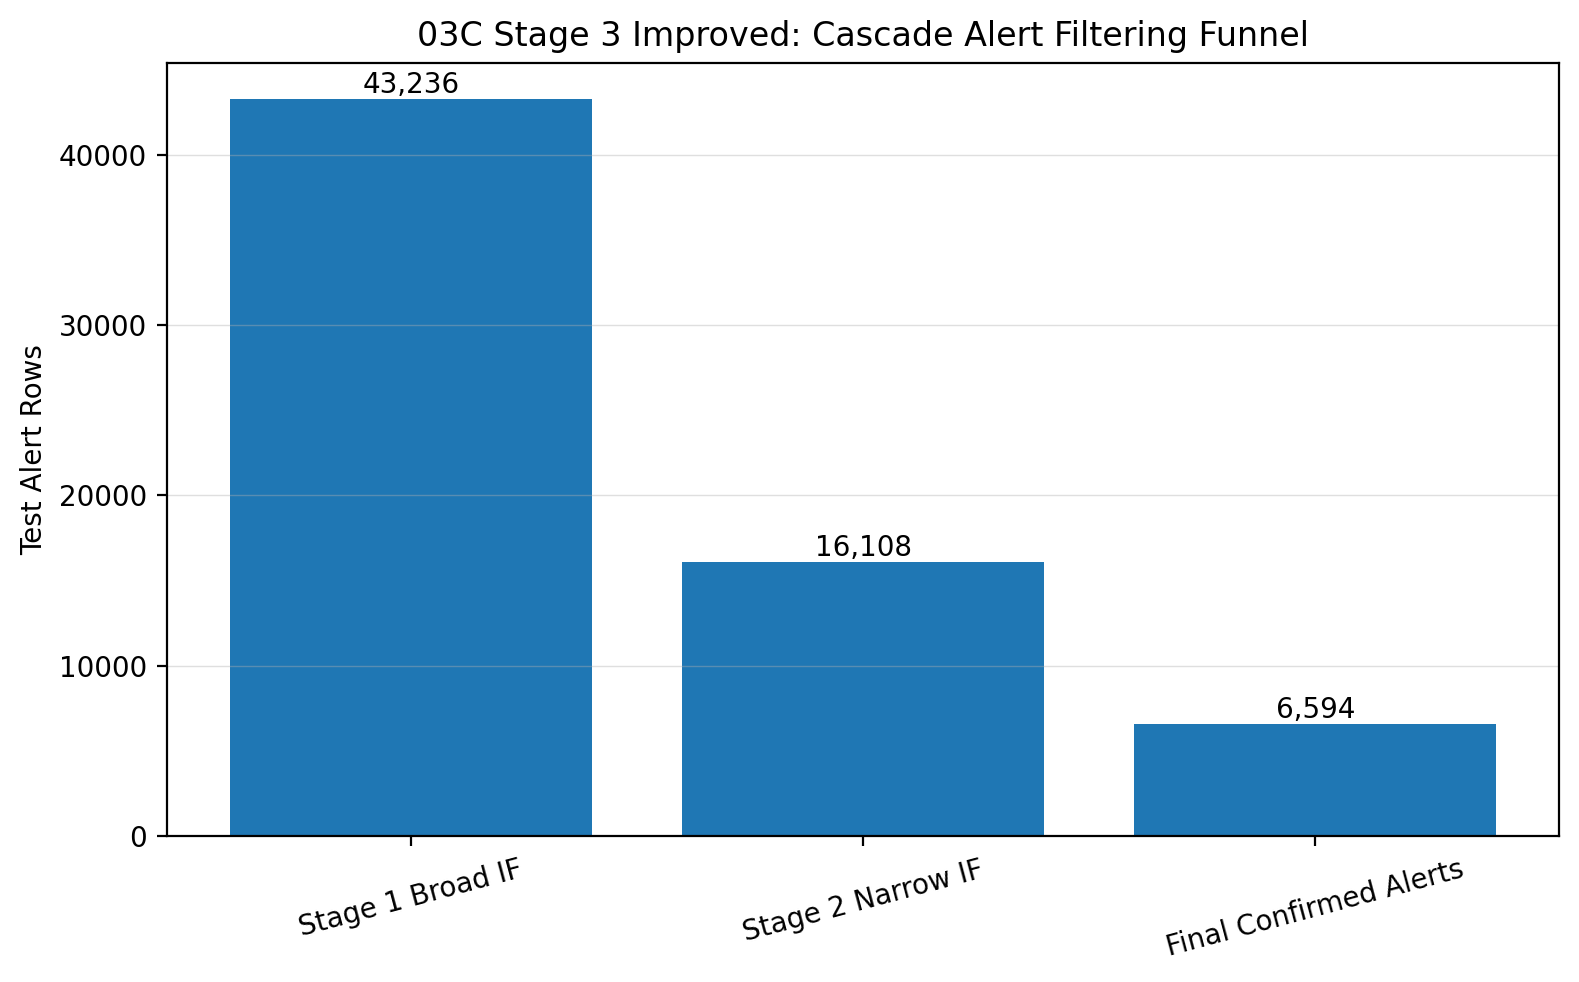 03C Stage 3 Improved: Cascade Alert Filtering Funnel
43,236
16,108
6,594
Test Alert Rows
40000
30000
20000
10000
0
Stage 1 Broad IF
Stage 2 Narrow IF
Final Confirmed Alerts